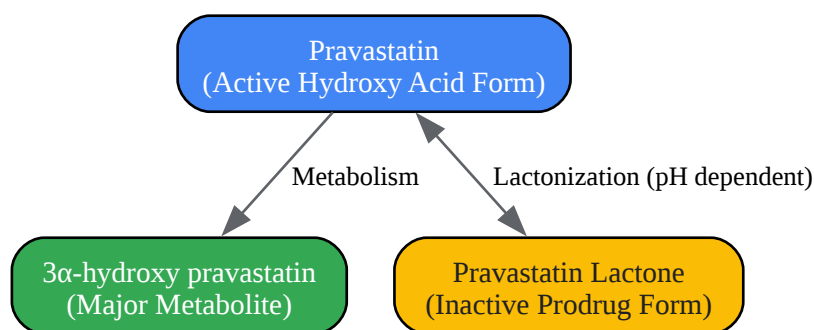 Pravastatin
(Active Hydroxy Acid Form)
Metabolism
Lactonization (pH dependent)
3α-hydroxy pravastatin
(Major Metabolite)
Pravastatin Lactone
(Inactive Prodrug Form)